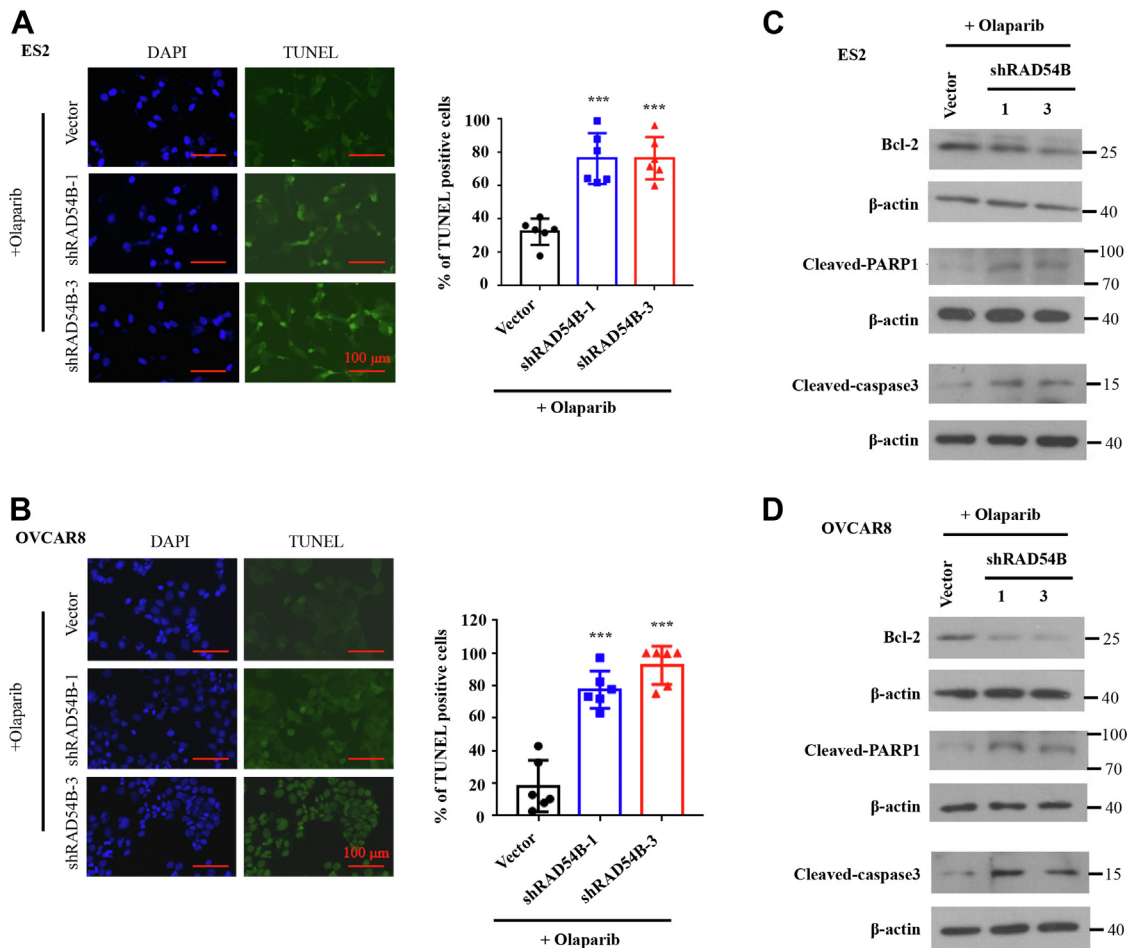 A
ES2
DAPI
TUNEL
+Olaparib
Vector
shRAD54B-1
shRAD54B-3
100 μm
% of TUNEL positive cells
100
80
60
40
20
0
***
***
Vector
shRAD54B-1
shRAD54B-3
+ Olaparib
B
OVCAR8
DAPI
TUNEL
+Olaparib
Vector
shRAD54B-1
shRAD54B-3
100 μm
% of TUNEL positive cells
120
100
80
60
40
20
0
***
***
Vector
shRAD54B-1
shRAD54B-3
+ Olaparib
C
ES2
+ Olaparib
Vector
shRAD54B
1 3
Bcl-2
25
β-actin
40
Cleaved-PARP1
100
70
β-actin
40
Cleaved-caspase3
15
β-actin
40
D
OVCAR8
+ Olaparib
Vector
shRAD54B
1 3
Bcl-2
25
β-actin
40
Cleaved-PARP1
100
70
β-actin
40
Cleaved-caspase3
15
β-actin
40